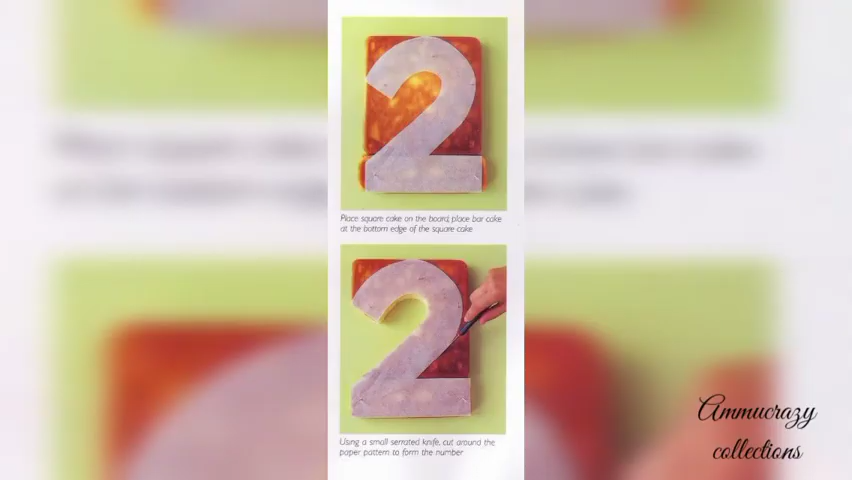 Place square cake on the board; place bar cake
at the bottom edge of the square cake
Using a small serrated knife, cut around the
paper pattern to form the number
Ammucrazy
collections